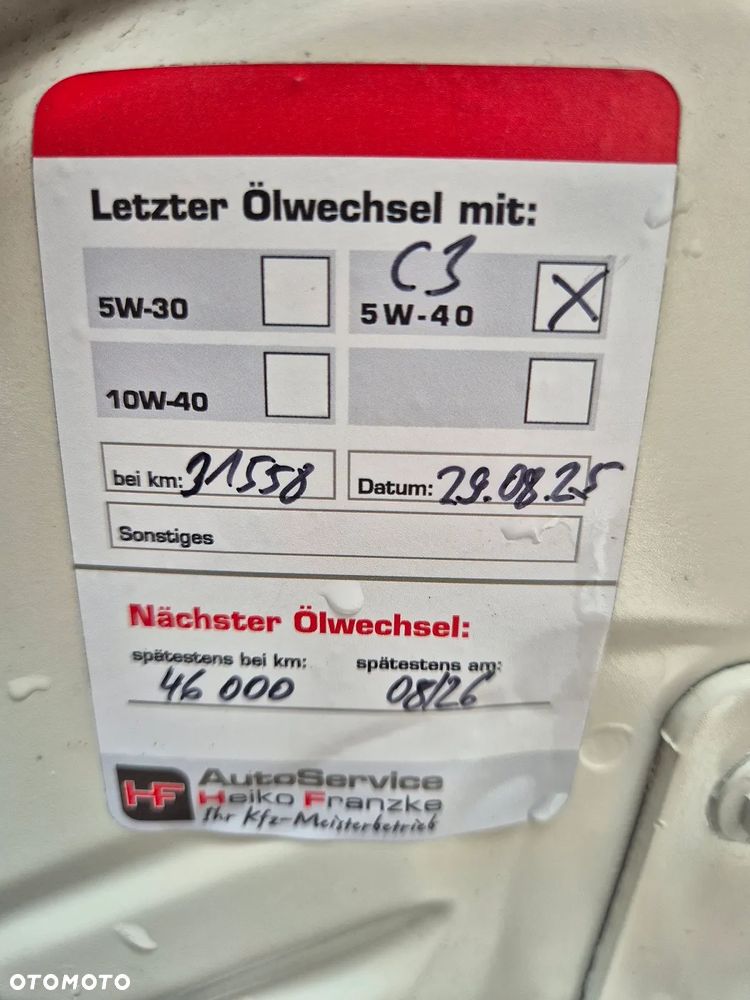 Letzter Ölwechsel mit:
C3
5W-30 5W-40
10W-40
bei km: 31558 Datum: 29.08.25
Sonstiges
Nächster Ölwechsel:
spätestens bei km: spätestens am:
46 000 08/26
HF AutoService
Heiko Franzke
Ihr Kfz-Meisterbetrieb
OTOMOTO